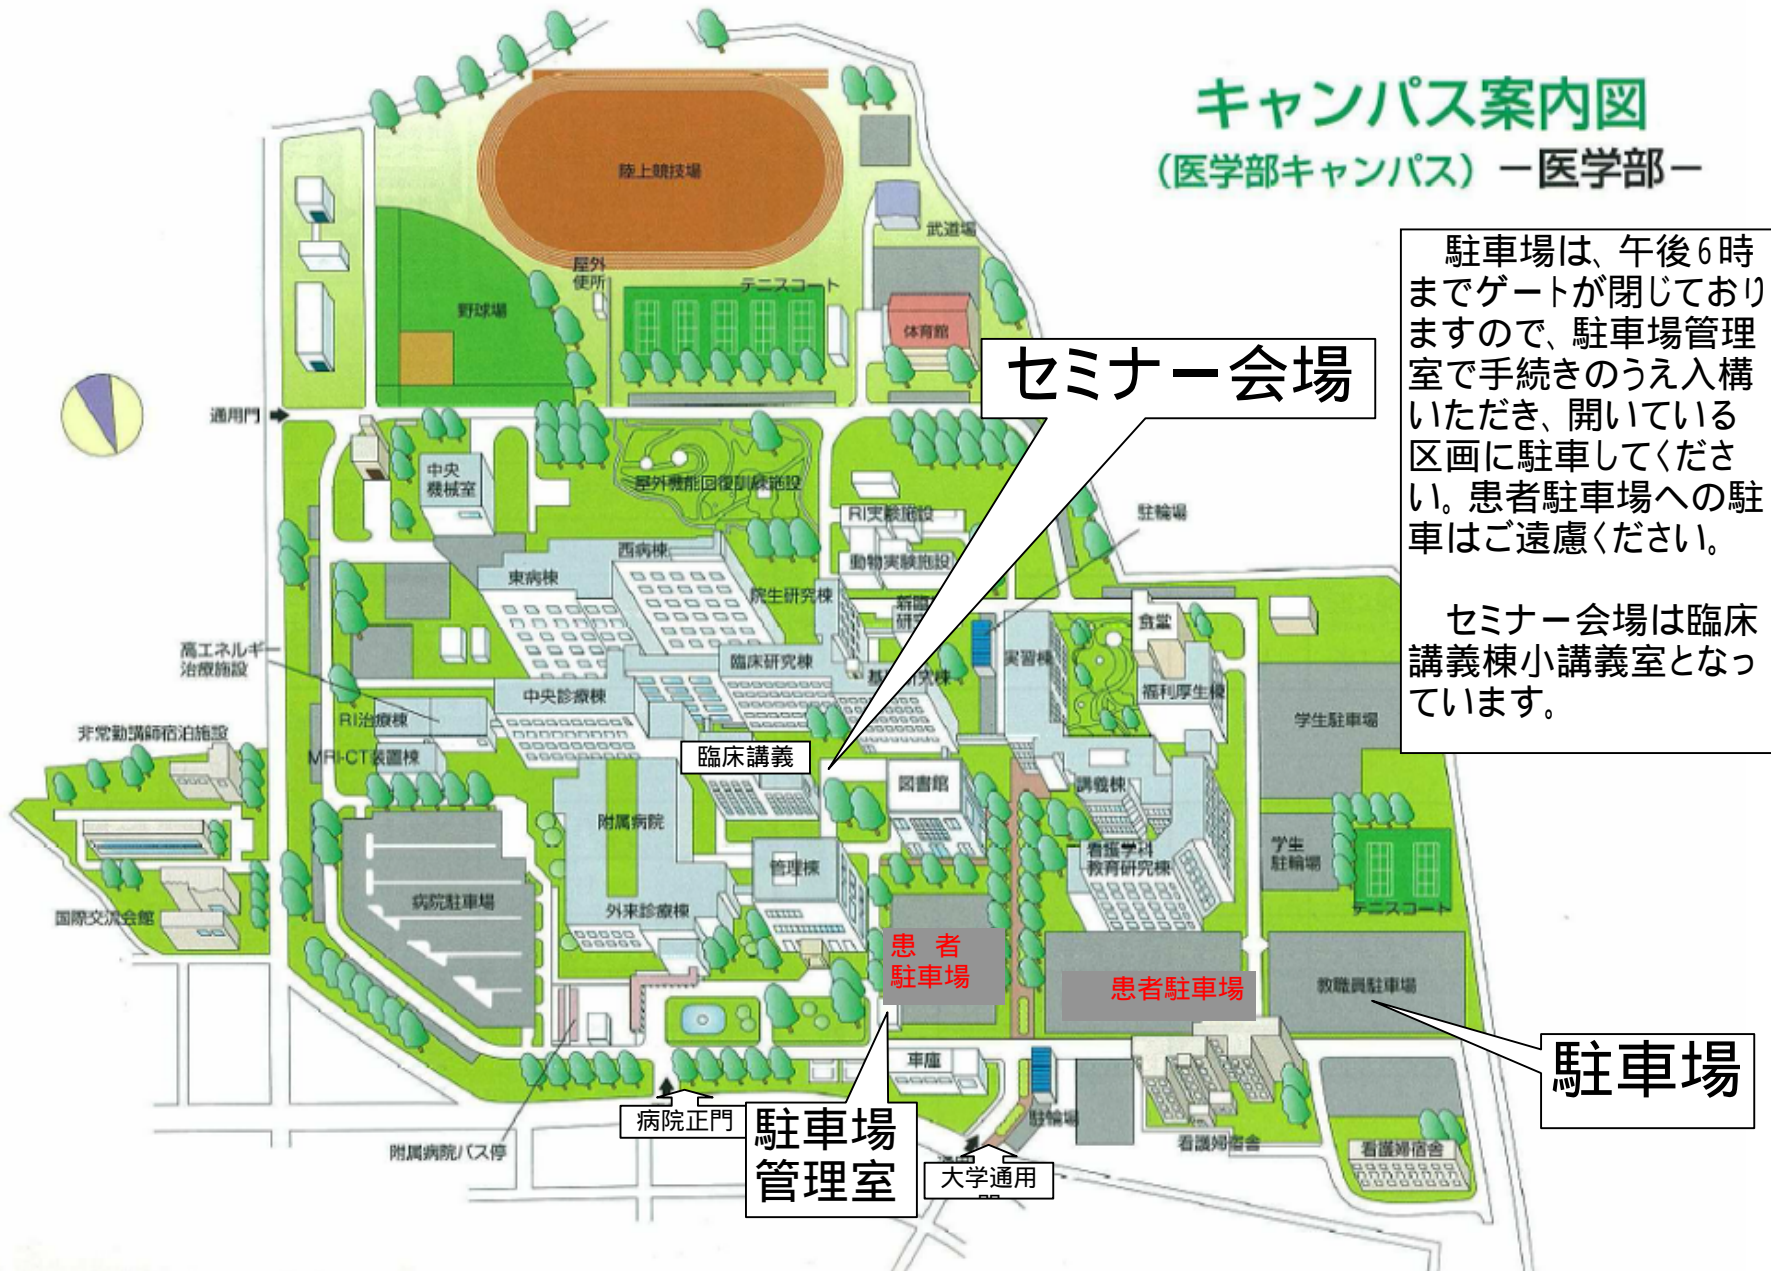 キャンパス案内図
（医学部キャンパス）－医学部－
陸上競技場
武道場
屋外
便所
テニスコート
野球場
体育館
駐車場は、午後６時
までゲートが閉じており
ますので、駐車場管理
室で手続きのうえ入構
いただき、開いている
区画に駐車してくださ
い。患者駐車場への駐
車はご遠慮ください。
セミナー会場は臨床
講義棟小講義室となっ
ています。
セミナー会場
通用門
中央
機械室
屋外機能回復訓練施設
RI実験施設
駐輪場
西病棟
動物実験施設
東病棟
院生研究棟
食堂
高エネルギー
治療施設
臨床研究棟
実習棟
中央診療棟
福利厚生棟
RI治療棟
学生駐車場
非常勤講師宿泊施設
MRI-CT装置棟
臨床講義
図書館
講義棟
附属病院
管理棟
看護学科
教育研究棟
学生
駐輪場
病院駐車場
外来診療棟
テニスコート
国際交流会館
患 者
駐車場
患者駐車場
教職員駐車場
駐車場
車庫
病院正門
駐車場
管理室
駐輪場
看護婦宿舎
看護婦宿舎
附属病院バス停
大学通用